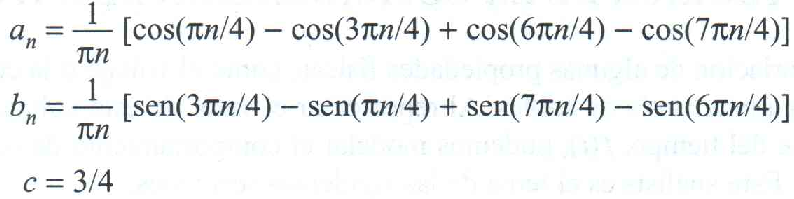 aₙ = 1/πn [cos(πn/4) − cos(3πn/4) + cos(6πn/4) − cos(7πn/4)]
bₙ = 1/πn [sen(3πn/4) − sen(πn/4) + sen(7πn/4) − sen(6πn/4)]
c = 3/4